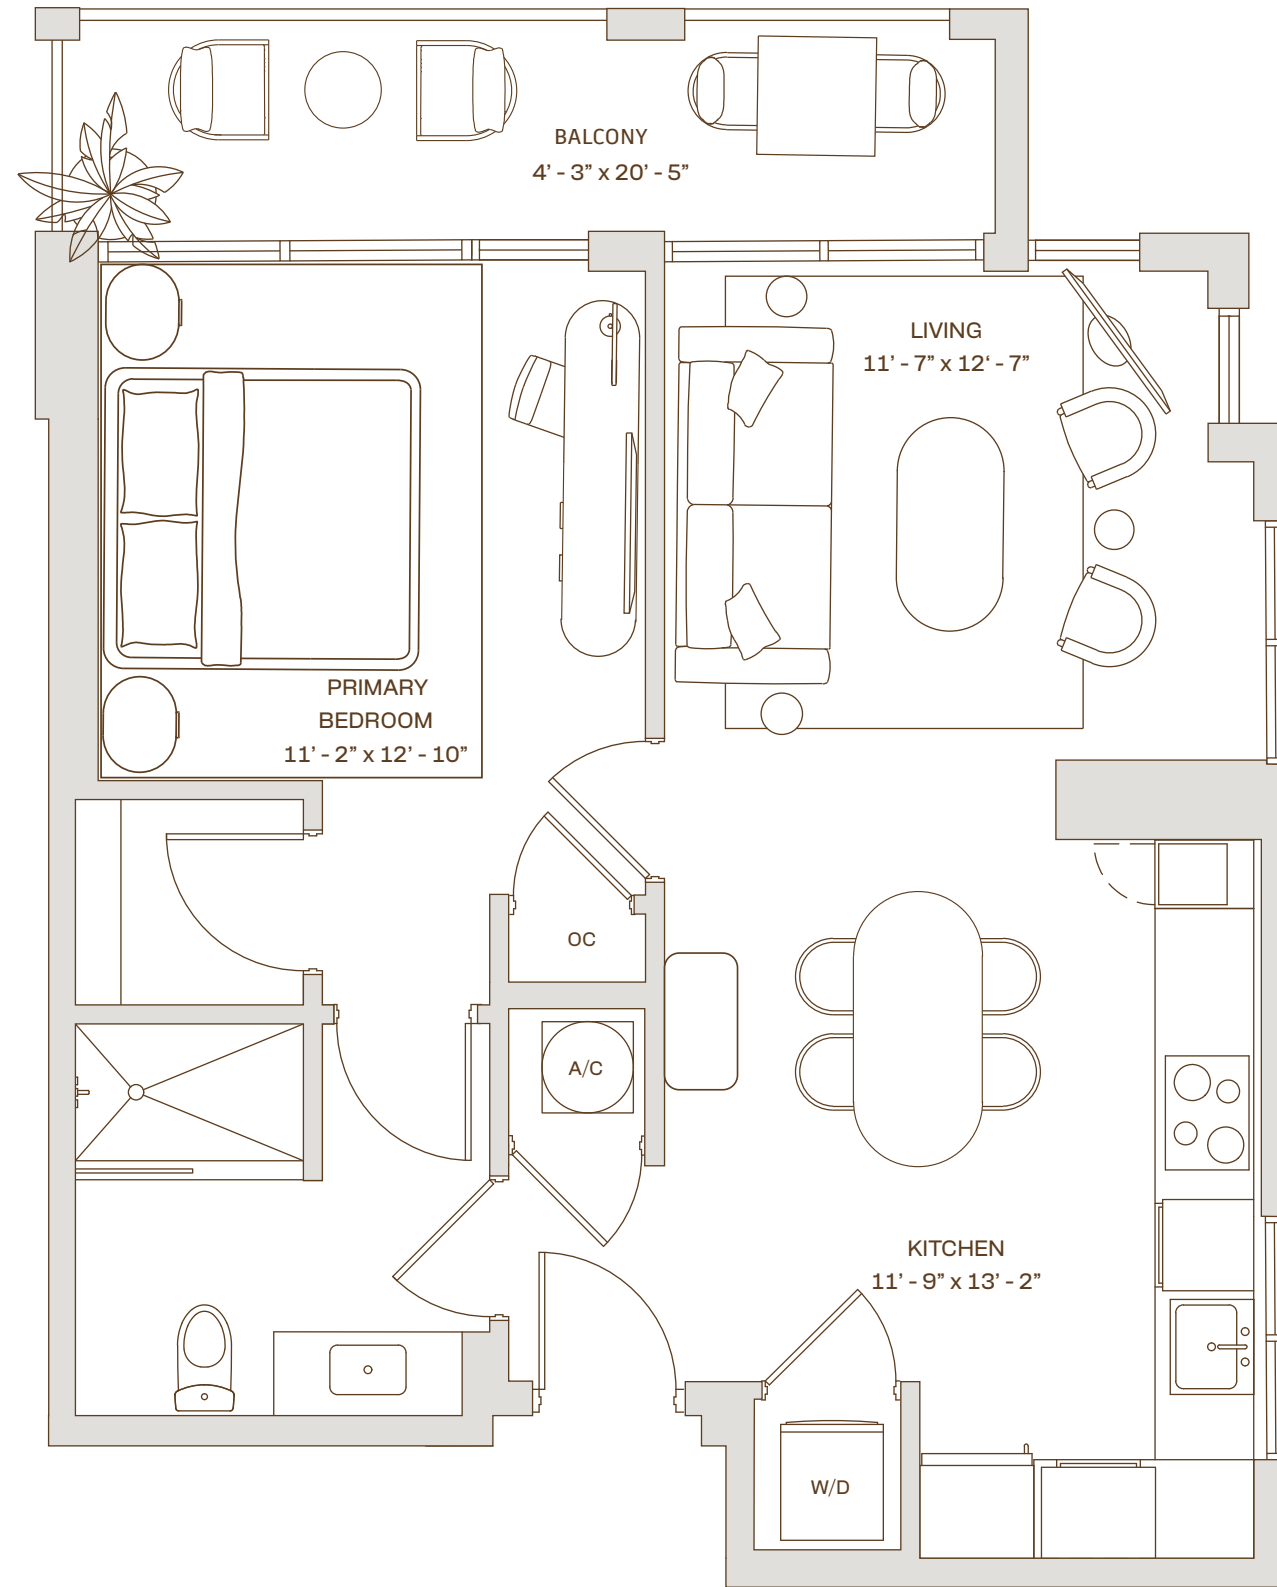 BALCONY
4’ - 3” x 20’ - 5”
LIVING
11’ - 7” x 12‘ - 7”
PRIMARY
BEDROOM
11’ - 2” x 12’ - 10”
OC
A/C
KITCHEN
11’ - 9” x 13’ - 2”
W/D